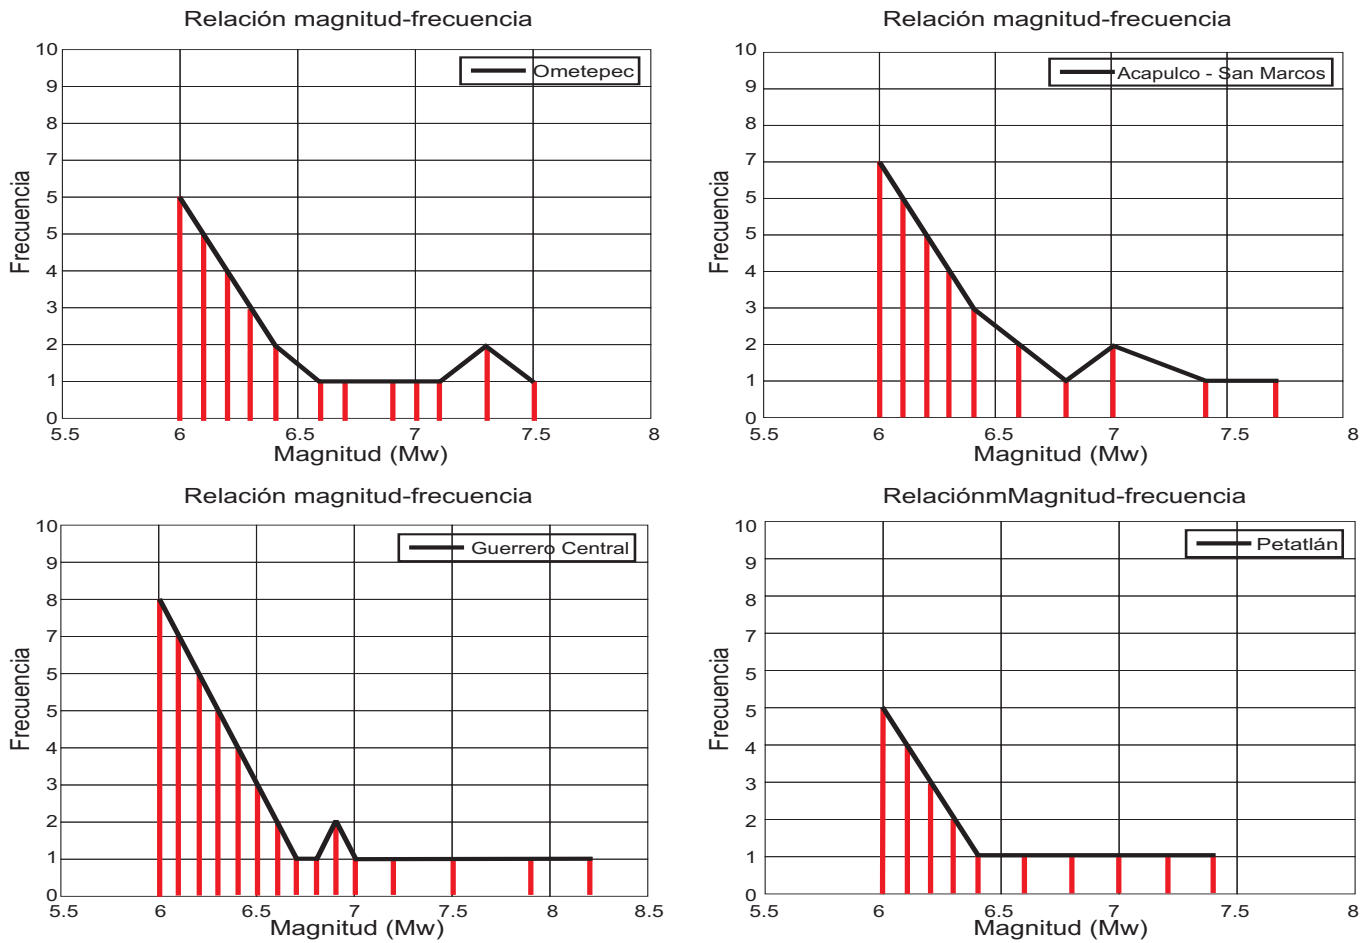 Relación magnitud-frecuencia
Ometepec
10
9
8
7
5
5
4
3
2
1
0
Frecuencia
5.5 6 6.5 7 7.5 8
Magnitud (Mw)
Relación magnitud-frecuencia
Acapulco - San Marcos
10
9
8
7
5
5
4
3
2
1
0
Frecuencia
5.5 6 6.5 7 7.5 8
Magnitud (Mw)
Relación magnitud-frecuencia
Guerrero Central
10
9
8
7
5
5
4
3
2
1
0
Frecuencia
5.5 6 6.5 7 7.5 8 8.5
Magnitud (Mw)
RelaciónmMagnitud-frecuencia
Petatlán
10
9
8
7
5
5
4
3
2
1
0
Frecuencia
5.5 6 6.5 7 7.5 8
Magnitud (Mw)